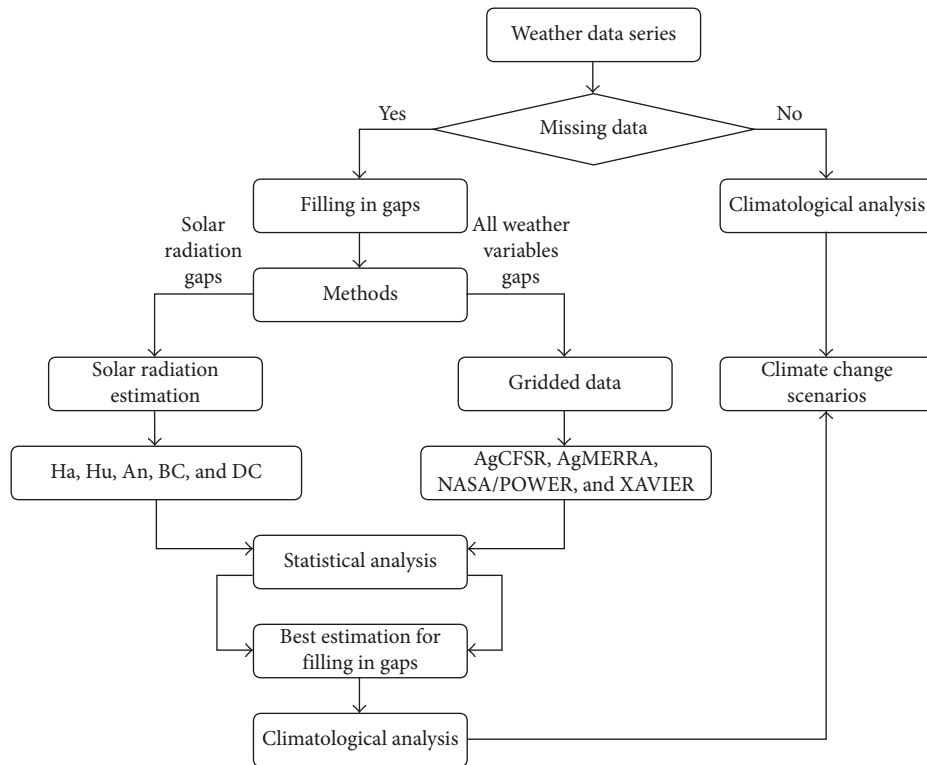 Weather data series
Yes
No
Missing data
Filling in gaps
Climatological analysis
Solar
radiation
gaps
All weather
variables
gaps
Methods
Solar radiation
estimation
Gridded data
Climate change
scenarios
Ha, Hu, An, BC, and DC
AgCFSR, AgMERRA,
NASA/POWER, and XAVIER
Statistical analysis
Best estimation for
filling in gaps
Climatological analysis